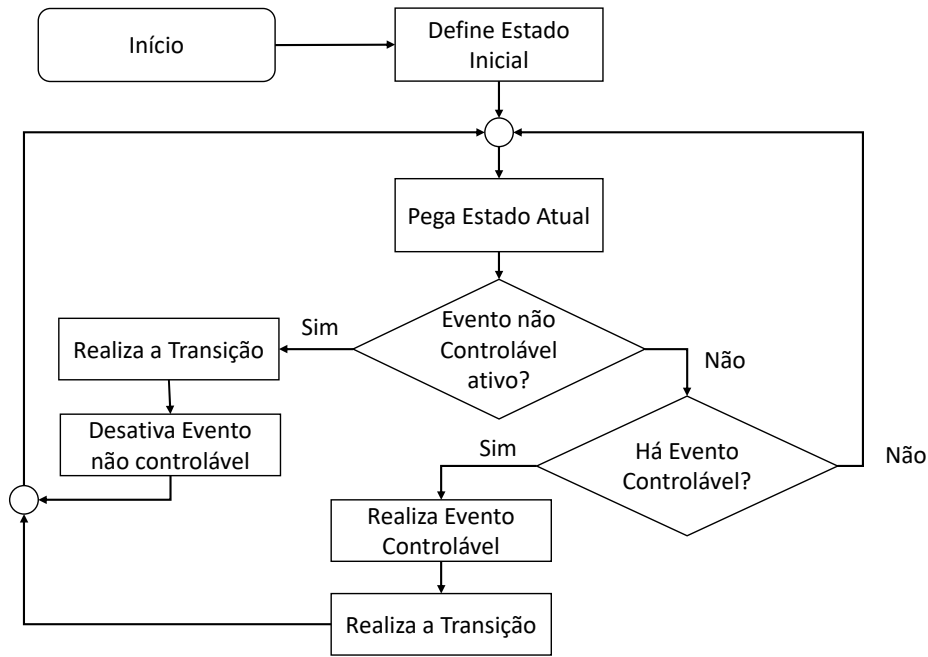 Início
Define Estado
Inicial
Pega Estado Atual
Evento não
Controlável
ativo?
Sim
Realiza a Transição
Não
Desativa Evento
não controlável
Há Evento
Controlável?
Sim
Não
Realiza Evento
Controlável
Realiza a Transição